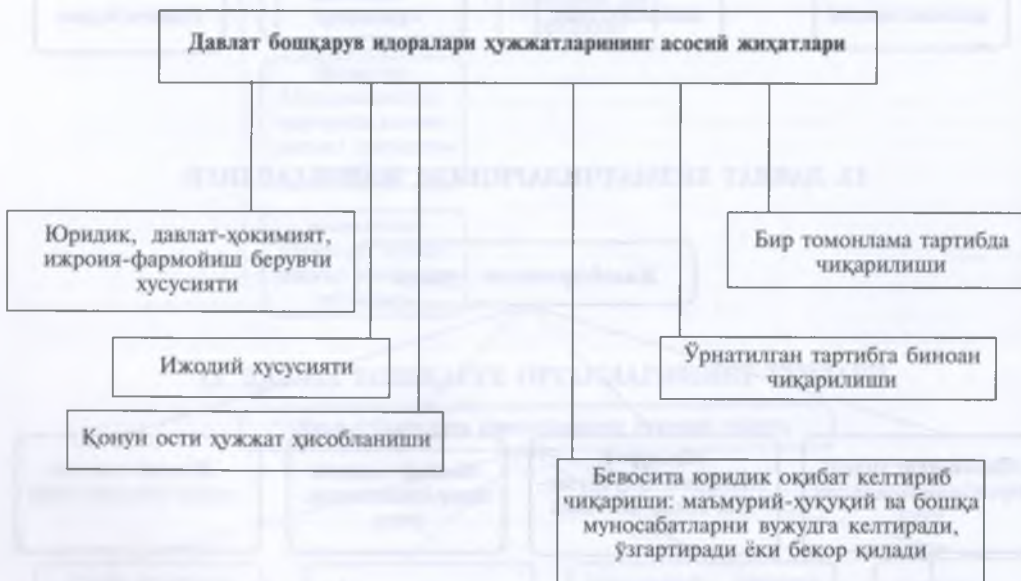 Давлат бошқарув идоралари ҳужжатларининг асосий жиҳатлари
Юридик, давлат-ҳокимият,
ижроия-фармойиш берувчи
хусусияти
Бир томонлама тартибда
чиқарилиши
Ижодий хусусияти
Ўрнатилган тартибга биноан
чиқарилиши
Қонун ости ҳужжат ҳисобланиши
Бевосита юридик оқибат келтириб
чиқариши: маъмурий-ҳуқуқий ва бошқа
муносабатларни вужудга келтиради,
ўзгартиради ёки бекор қилади